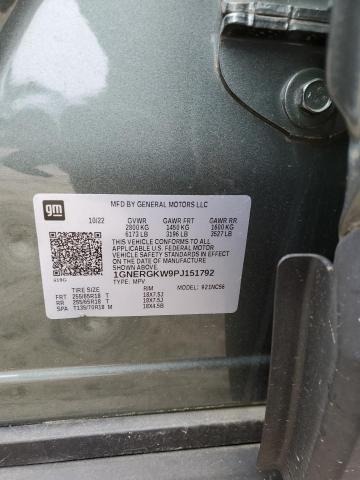 gm
MFD BY GENERAL MOTORS LLC
10/22 GVWR GAWR FRT GAWR RR
2800 KG 1450 KG 1600 KG
6173 LB 3196 LB 3527 LB
THIS VEHICLE CONFORMS TO ALL
APPLICABLE U.S. FEDERAL MOTOR
VEHICLE SAFETY STANDARDS IN EFFECT
ON THE DATE OF MANUFACTURE
SHOWN ABOVE.
1GNERGKW9PJ151792
TYPE: MPV
TIRE SIZE RIM MODEL: 921NC56
FRT 255/65R18 T 18X7.5J
RR 255/65R18 T 18X7.5J
SPA T135/70R18 M 18X4.5B